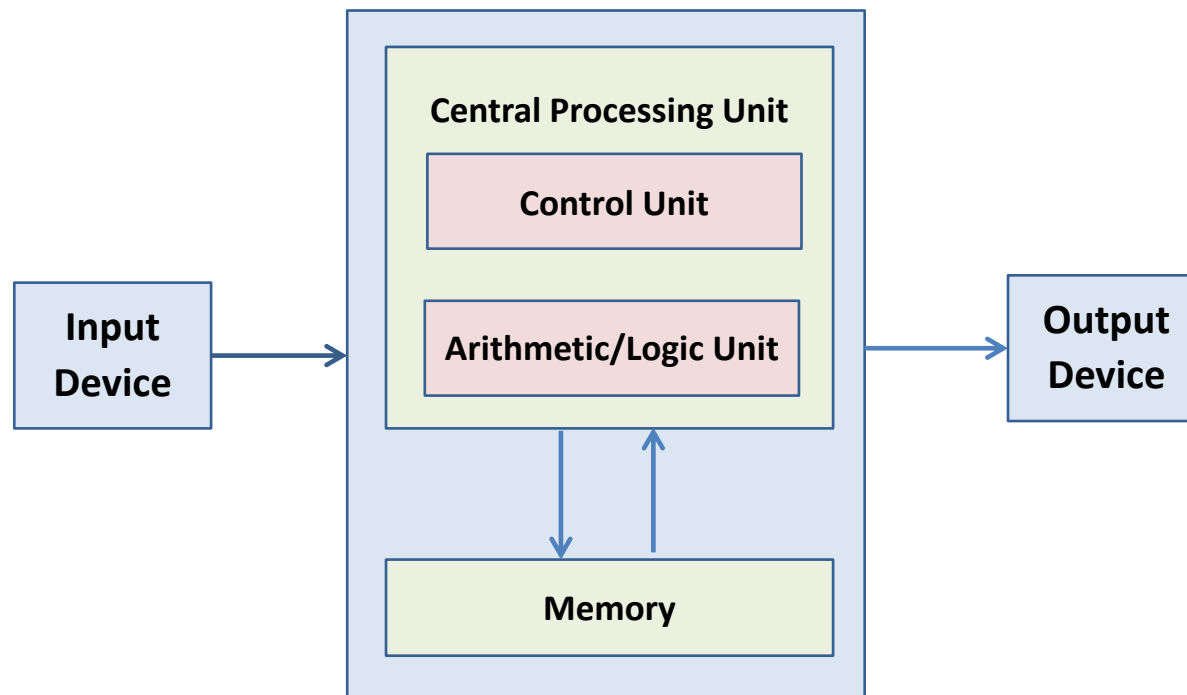 Central Processing Unit
Control Unit
Arithmetic/Logic Unit
Input
Device
Output
Device
Memory